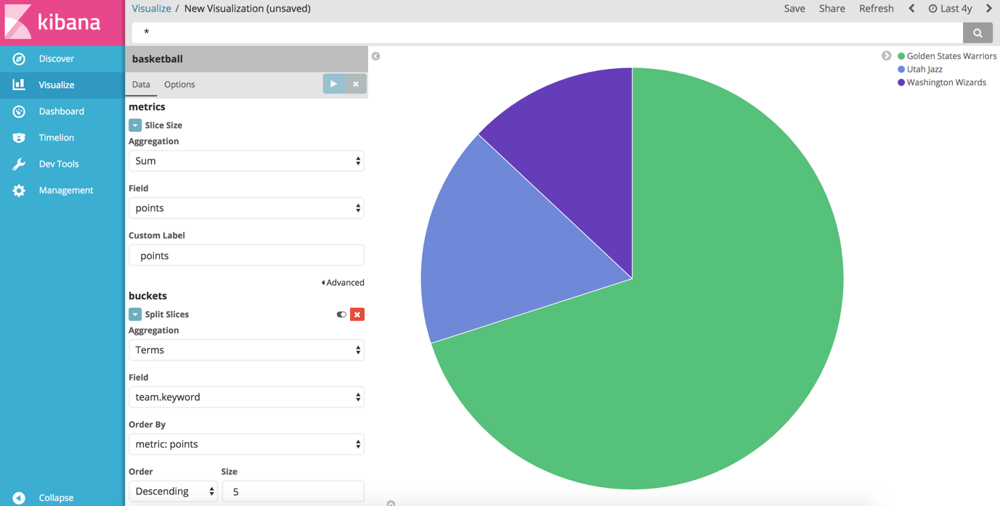 kibana
Discover
Visualize
Dashboard
Timelion
Dev Tools
Management
Collapse
Visualize / New Visualization (unsaved)
Save Share Refresh Last 4y
*
basketball
Data Options
metrics
Slice Size
Aggregation
Sum
Field
points
Custom Label
points
Advanced
buckets
Split Slices
Aggregation
Terms
Field
team.keyword
Order By
metric: points
Order Size
Descending 5
Golden States Warriors
Utah Jazz
Washington Wizards